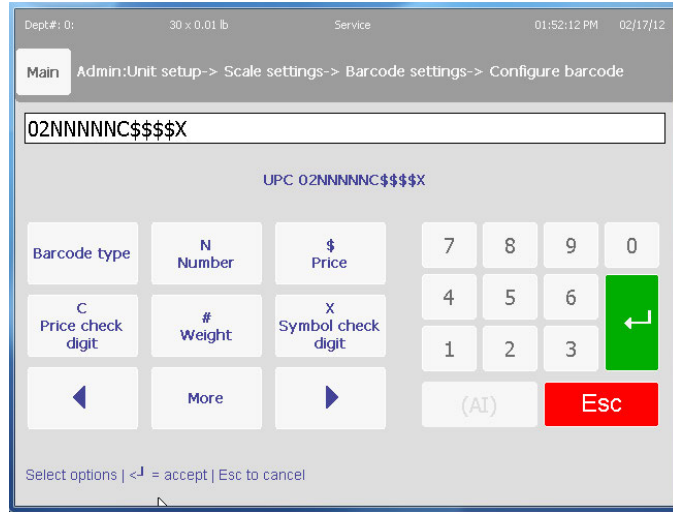 Dept#: 0: 30 x 0.01 lb Service 01:52:12 PM 02/17/12
Main Admin:Unit setup-> Scale settings-> Barcode settings-> Configure barcode
02NNNNNC$$$$X
UPC 02NNNNNC$$$$X
Barcode type
N
Number
$
Price
7 8 9 0
C
Price check
digit
#
Weight
X
Symbol check
digit
4 5 6
1 2 3
More
(AI) Esc
Select options | <┘ = accept | Esc to cancel